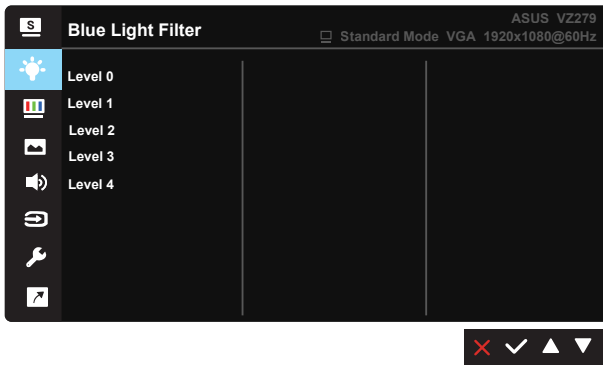 S
Blue Light Filter
ASUS VZ279
Standard Mode VGA 1920x1080@60Hz
Level 0
Level 1
Level 2
Level 3
Level 4